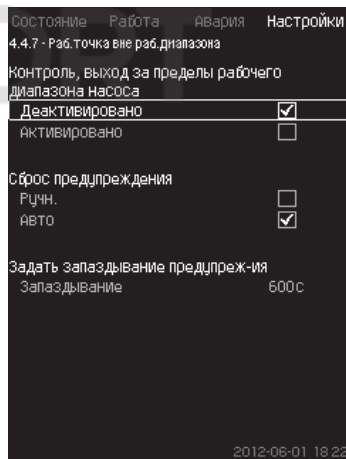 Состояние Работа Авария Настройки
4.4.7 - Раб.точка вне раб.диапазона
Контроль, выход за пределы рабочего
диапазона насоса
Деактивировано
Активировано
Сброс предупреждения
Ручн.
Авто
Задать запаздывание предупреж-ия
Запаздывание 600с
2012-06-01 18:22